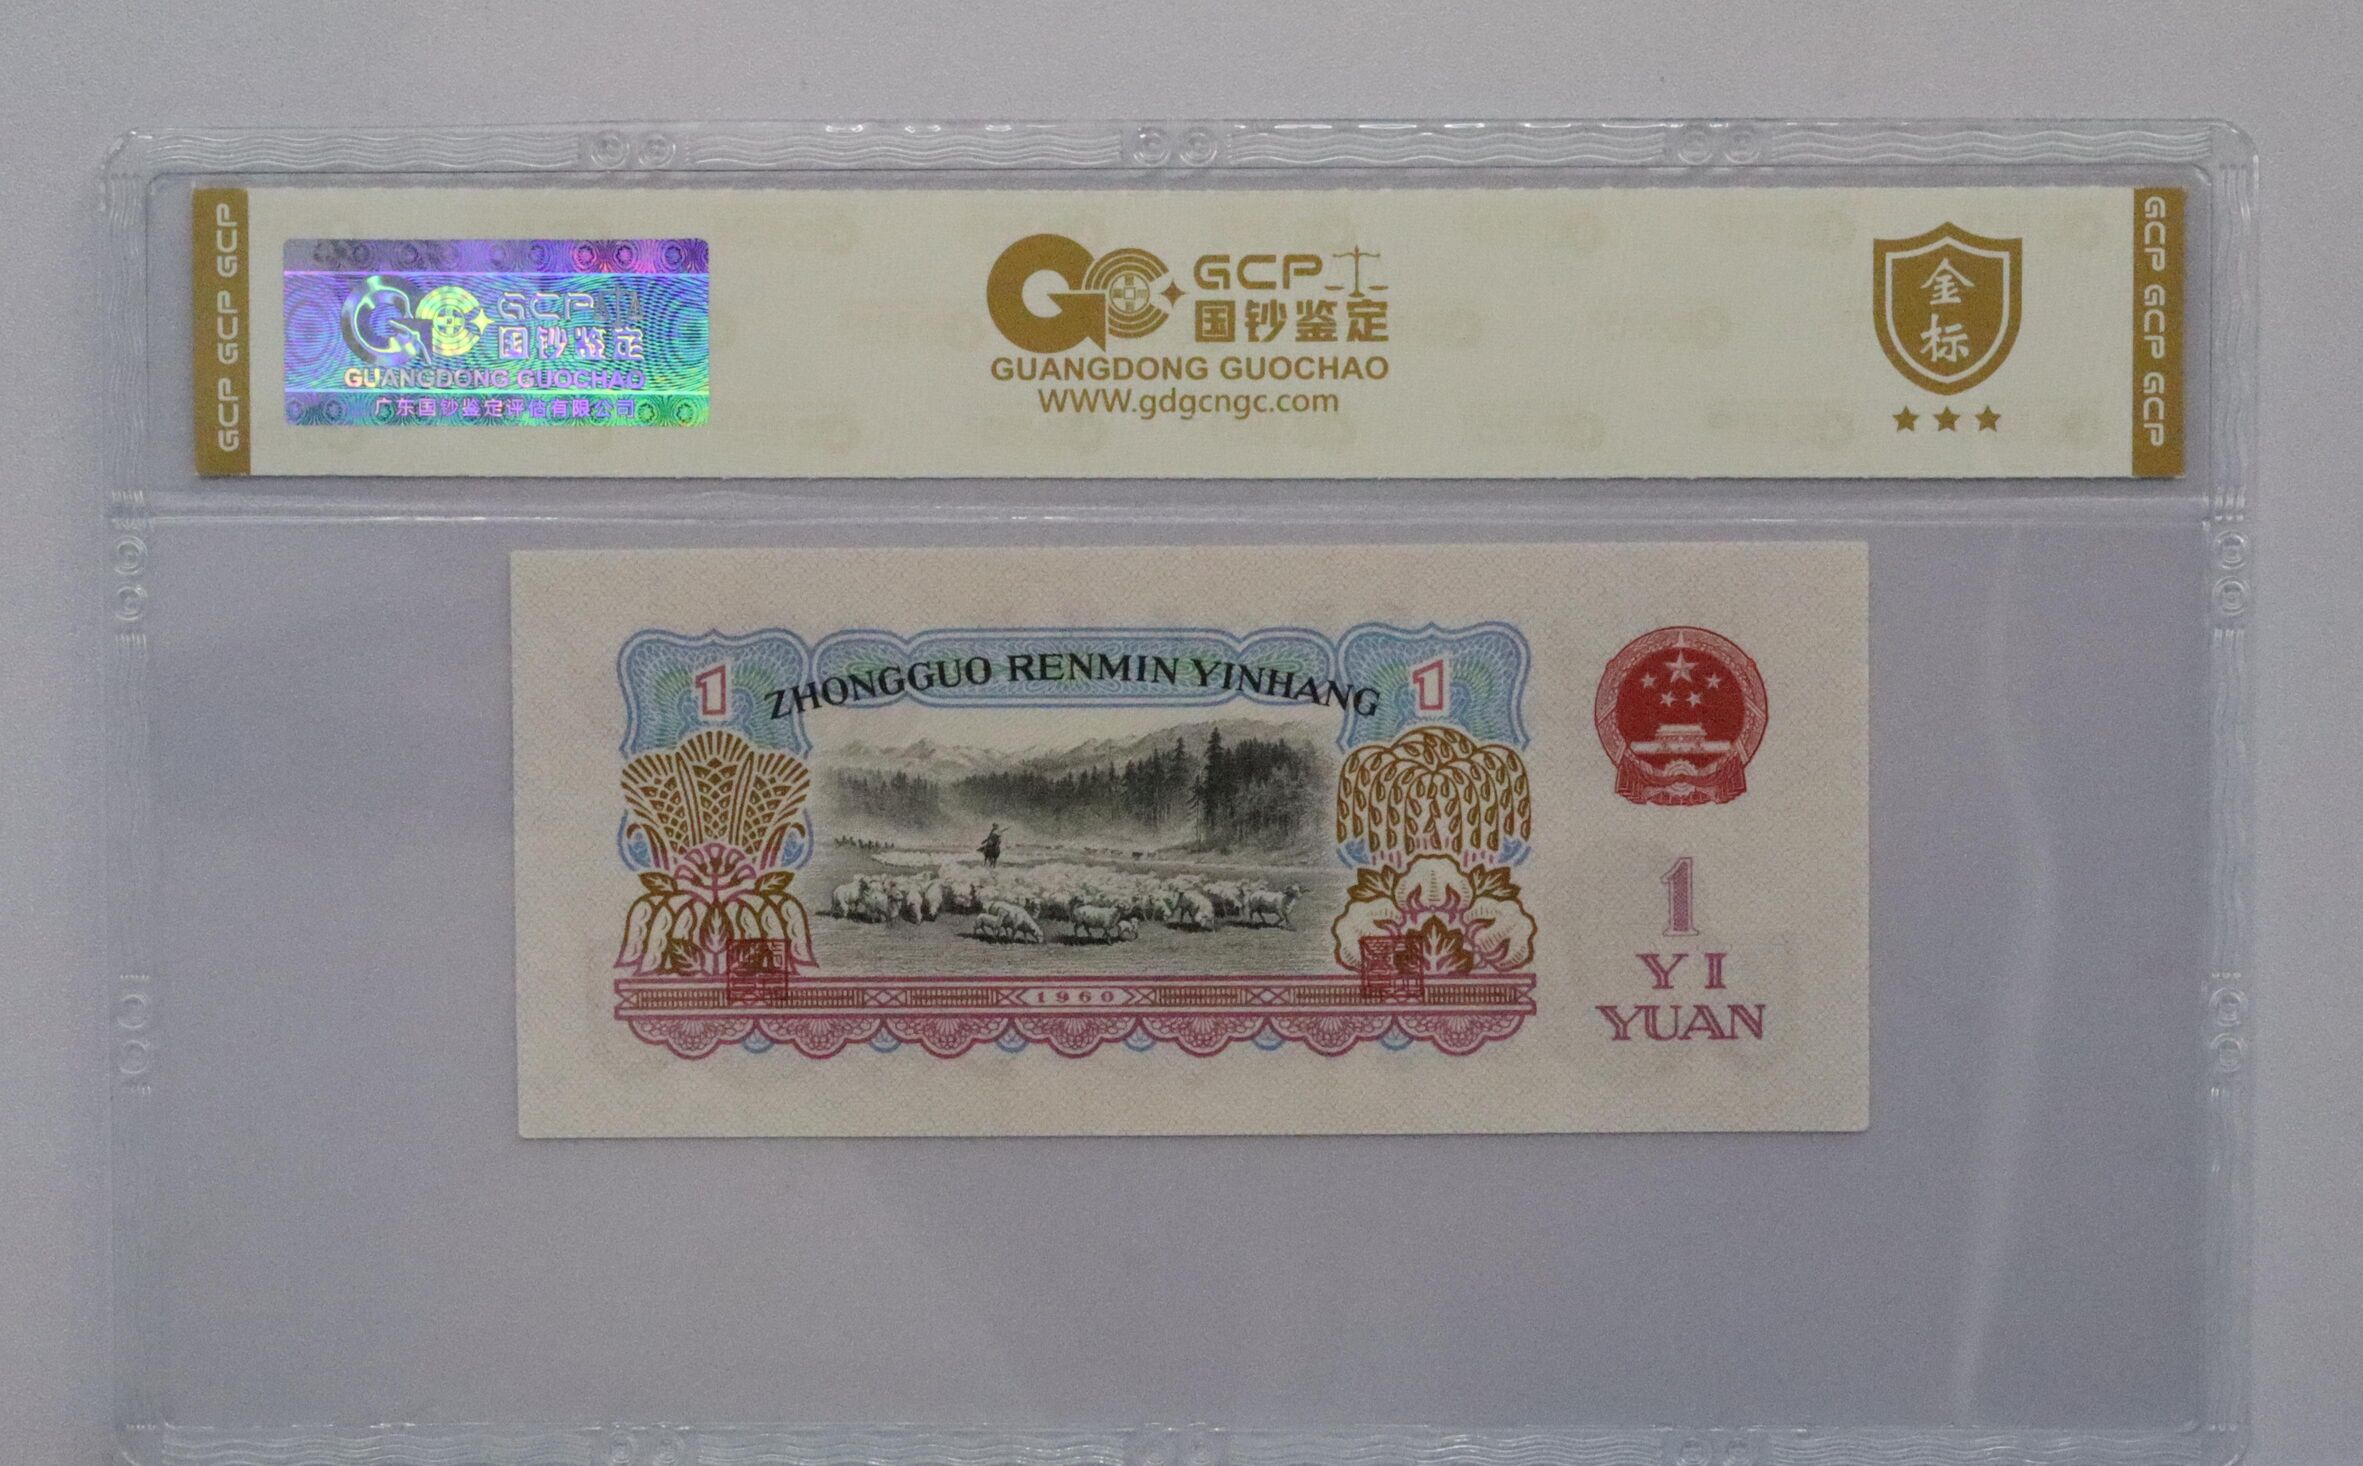 GCP GCP GCP
GCP
国钞鉴定
GUANGDONG GUOCHAO
广东国钞鉴定评估有限公司
GCP
国钞鉴定
GUANGDONG GUOCHAO
WWW.gdgcngc.com
金
标
GCP GCP GCP
1
ZHONGGUO RENMIN YINHANG
1
1960
1
YI
YUAN